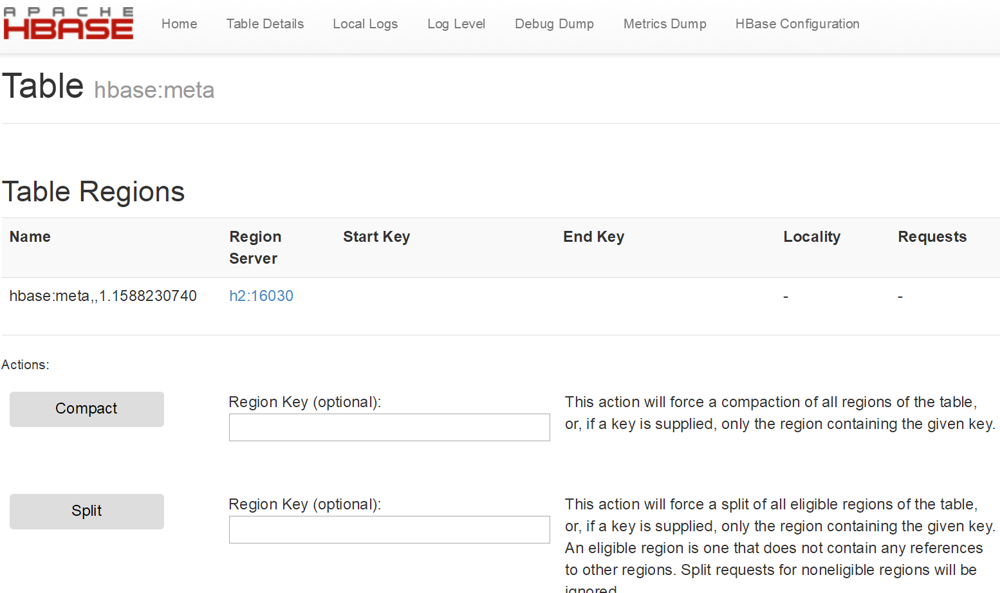 APACHE
HBASE
Home Table Details Local Logs Log Level Debug Dump Metrics Dump HBase Configuration
Table hbase:meta
Table Regions
Name Region Server Start Key End Key Locality Requests
hbase:meta,,1.1588230740 h2:16030 - -
Actions:
Compact
Region Key (optional):
This action will force a compaction of all regions of the table,
or, if a key is supplied, only the region containing the given key.
Split
Region Key (optional):
This action will force a split of all eligible regions of the table,
or, if a key is supplied, only the region containing the given key.
An eligible region is one that does not contain any references
to other regions. Split requests for noneligible regions will be
ignored